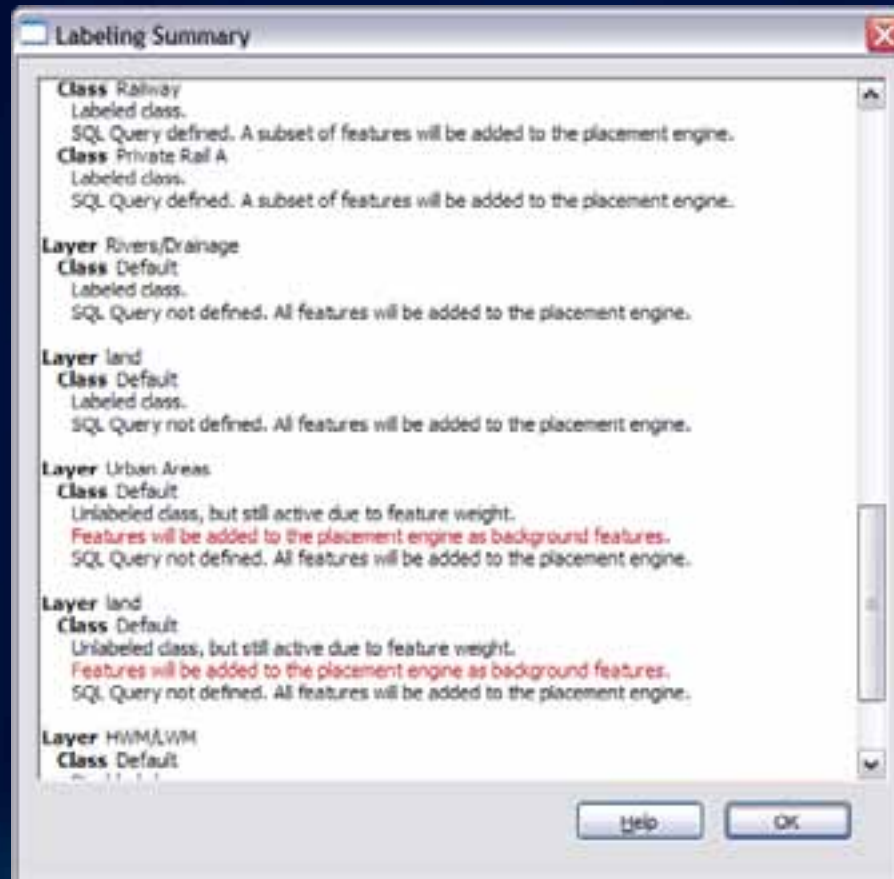 Labeling Summary
Class Railway
Labeled class.
SQL Query defined. A subset of features will be added to the placement engine.
Class Private Rail A
Labeled class.
SQL Query defined. A subset of features will be added to the placement engine.
Layer Rivers/Drainage
Class Default
Labeled class.
SQL Query not defined. All features will be added to the placement engine.
Layer land
Class Default
Labeled class.
SQL Query not defined. All features will be added to the placement engine.
Layer Urban Areas
Class Default
Unlabeled class, but still active due to feature weight.
Features will be added to the placement engine as background features.
SQL Query not defined. All features will be added to the placement engine.
Layer land
Class Default
Unlabeled class, but still active due to feature weight.
Features will be added to the placement engine as background features.
SQL Query not defined. All features will be added to the placement engine.
Layer HWM/LWM
Class Default
Help OK